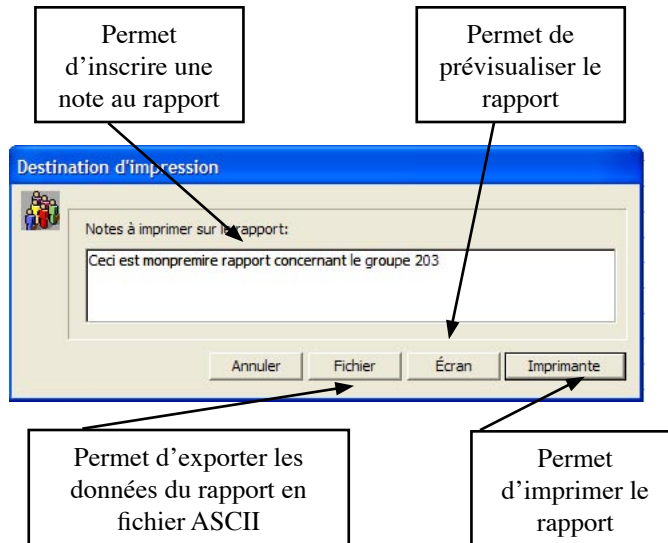 Permet
d'inscrire une
note au rapport
Permet de
prévisualiser le
rapport
Destination d'impression
Notes à imprimer sur le rapport:
Ceci est monpremire rapport concernant le groupe 203
Annuler
Fichier
Écran
Imprimante
Permet d'exporter les
données du rapport en
fichier ASCII
Permet
d'imprimer le
rapport